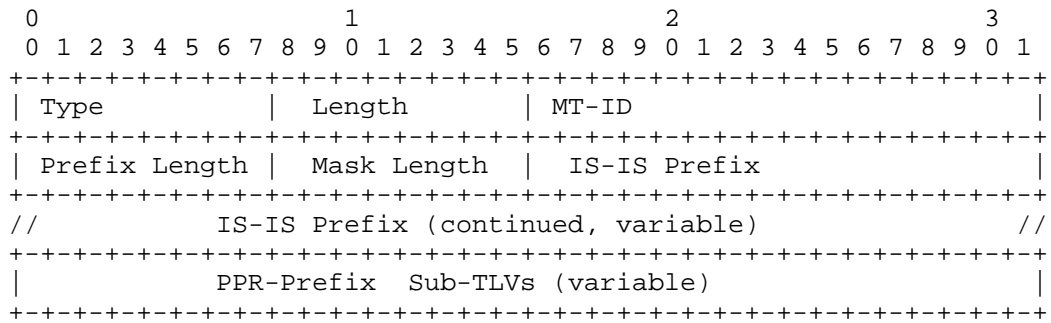 0                   1                   2                   3
 0 1 2 3 4 5 6 7 8 9 0 1 2 3 4 5 6 7 8 9 0 1 2 3 4 5 6 7 8 9 0 1
+-+-+-+-+-+-+-+-+-+-+-+-+-+-+-+-+-+-+-+-+-+-+-+-+-+-+-+-+-+-+-+-+
| Type          |  Length       | MT-ID                         |
+-+-+-+-+-+-+-+-+-+-+-+-+-+-+-+-+-+-+-+-+-+-+-+-+-+-+-+-+-+-+-+-+
| Prefix Length |  Mask Length  |  IS-IS Prefix                 |
+-+-+-+-+-+-+-+-+-+-+-+-+-+-+-+-+-+-+-+-+-+-+-+-+-+-+-+-+-+-+-+-+
//           IS-IS Prefix (continued, variable)                //
+-+-+-+-+-+-+-+-+-+-+-+-+-+-+-+-+-+-+-+-+-+-+-+-+-+-+-+-+-+-+-+-+
|            PPR-Prefix  Sub-TLVs (variable)                    |
+-+-+-+-+-+-+-+-+-+-+-+-+-+-+-+-+-+-+-+-+-+-+-+-+-+-+-+-+-+-+-+-+